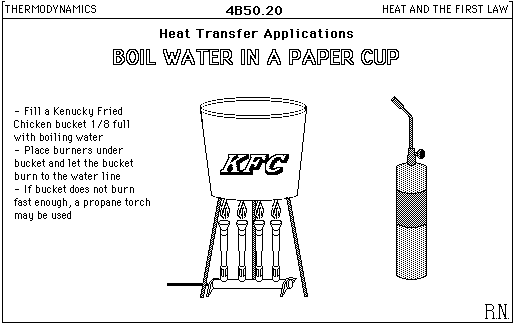 THERMODYNAMICS 4B50.20 HEAT AND THE FIRST LAW
Heat Transfer Applications
BOIL WATER IN A PAPER CUP
- Fill a Kenucky Fried
Chicken bucket 1/8 full
with boiling water
- Place burners under
bucket and let the bucket
burn to the water line
- If bucket does not burn
fast enough, a propane torch
may be used
KFC
R.N.